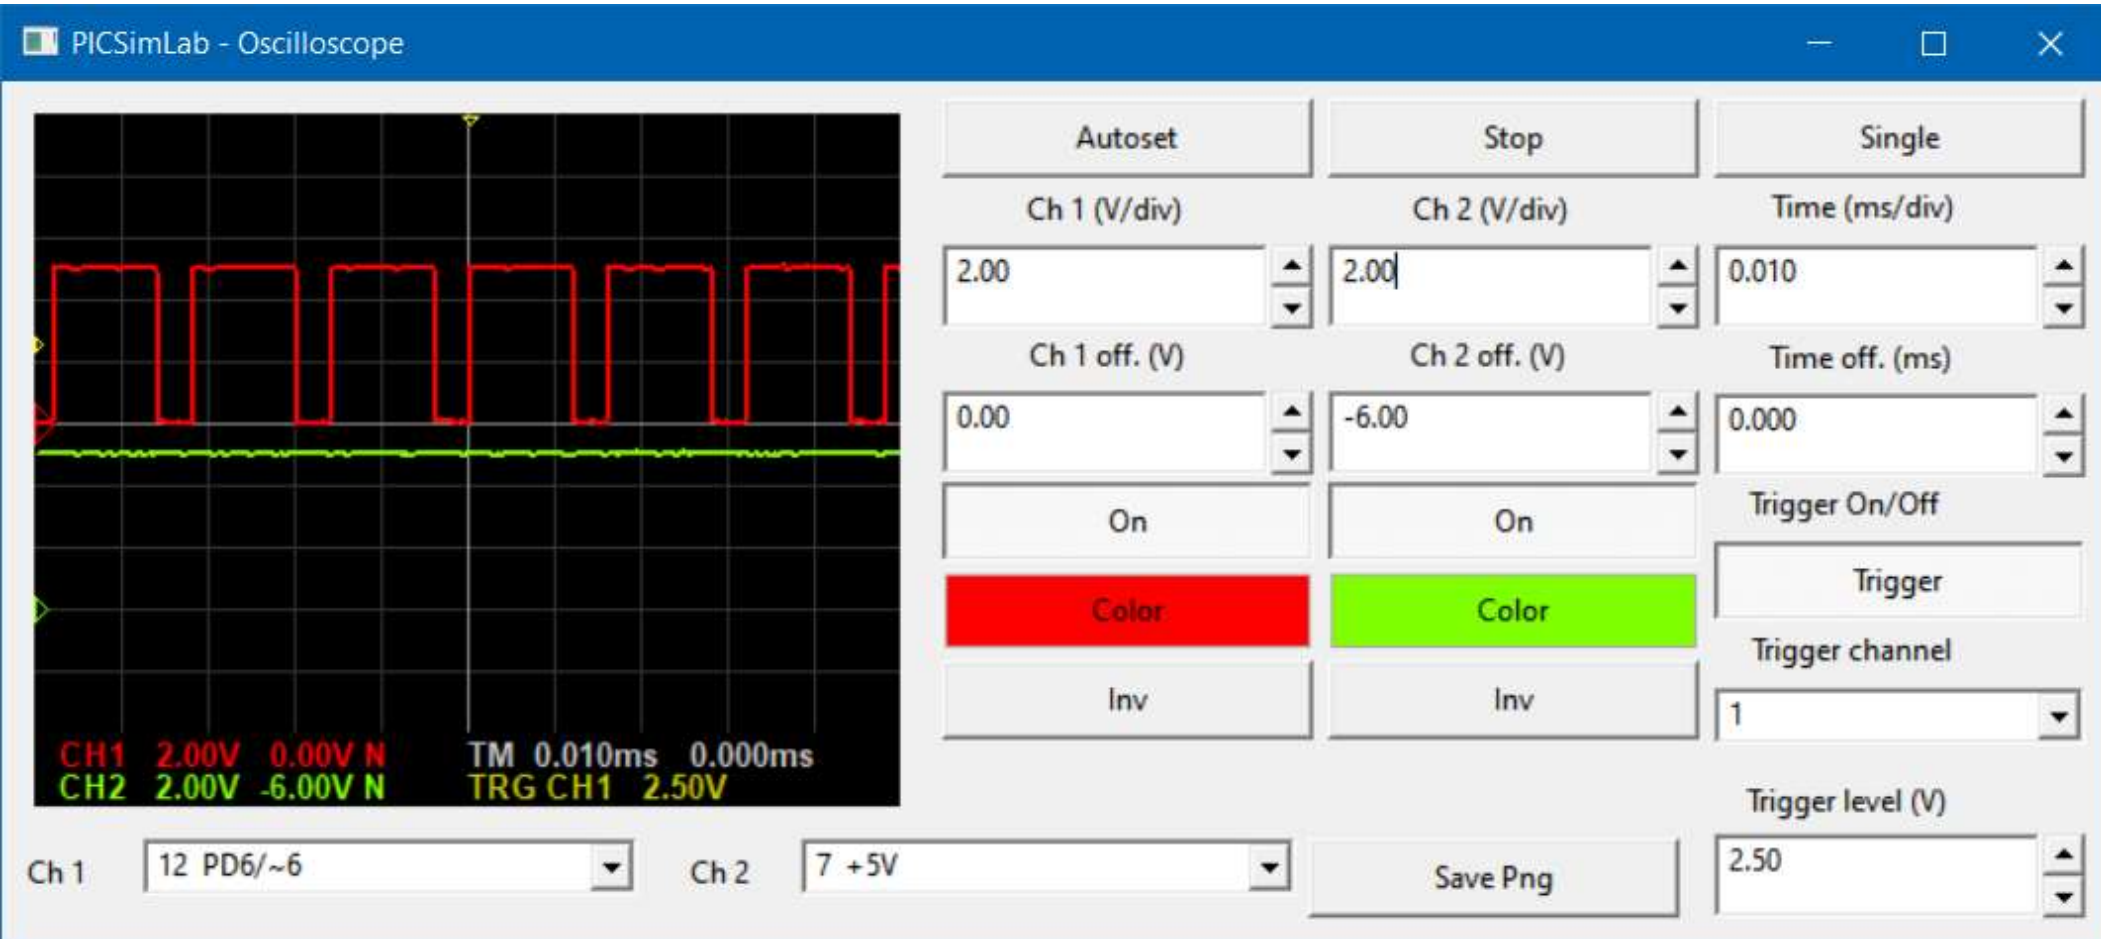 PICSimLab - Oscilloscope
Autoset Stop Single
Ch 1 (V/div) Ch 2 (V/div) Time (ms/div)
2.00 2.00 0.010
Ch 1 off. (V) Ch 2 off. (V) Time off. (ms)
0.00 -6.00 0.000
On On Trigger On/Off
Trigger
Color Color
Trigger channel
Inv Inv 1
CH1 2.00V 0.00V N TM 0.010ms 0.000ms
CH2 2.00V -6.00V N TRG CH1 2.50V
Trigger level (V)
Ch 1 12 PD6/~6 Ch 2 7 +5V Save Png 2.50